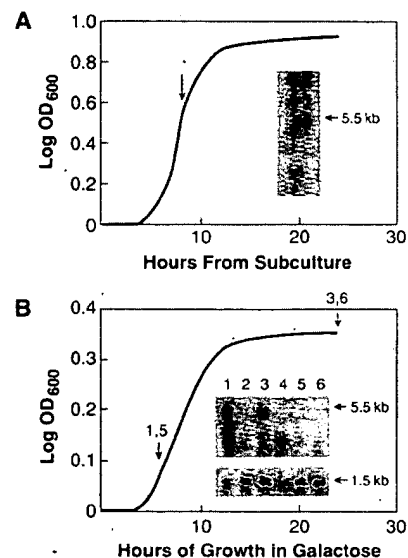 A
Log OD600
1.0
0.8
0.6
0.4
0.2
0
← 5.5 kb
10
20
30
Hours From Subculture
B
Log OD600
0.4
0.3
0.2
0.1
0
3,6
1,5
1 2 3 4 5 6
← 5.5 kb
← 1.5 kb
10
20
30
Hours of Growth in Galactose